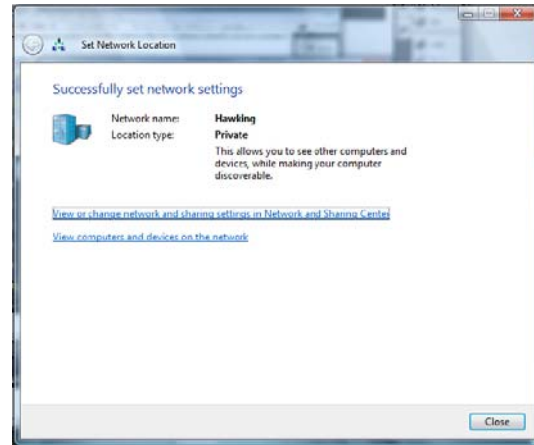 Set Network Location
Successfully set network settings
Network name: Hawking
Location type: Private
This allows you to see other computers and
devices, while making your computer
discoverable.
View or change network and sharing settings in Network and Sharing Center
View computers and devices on the network
Close